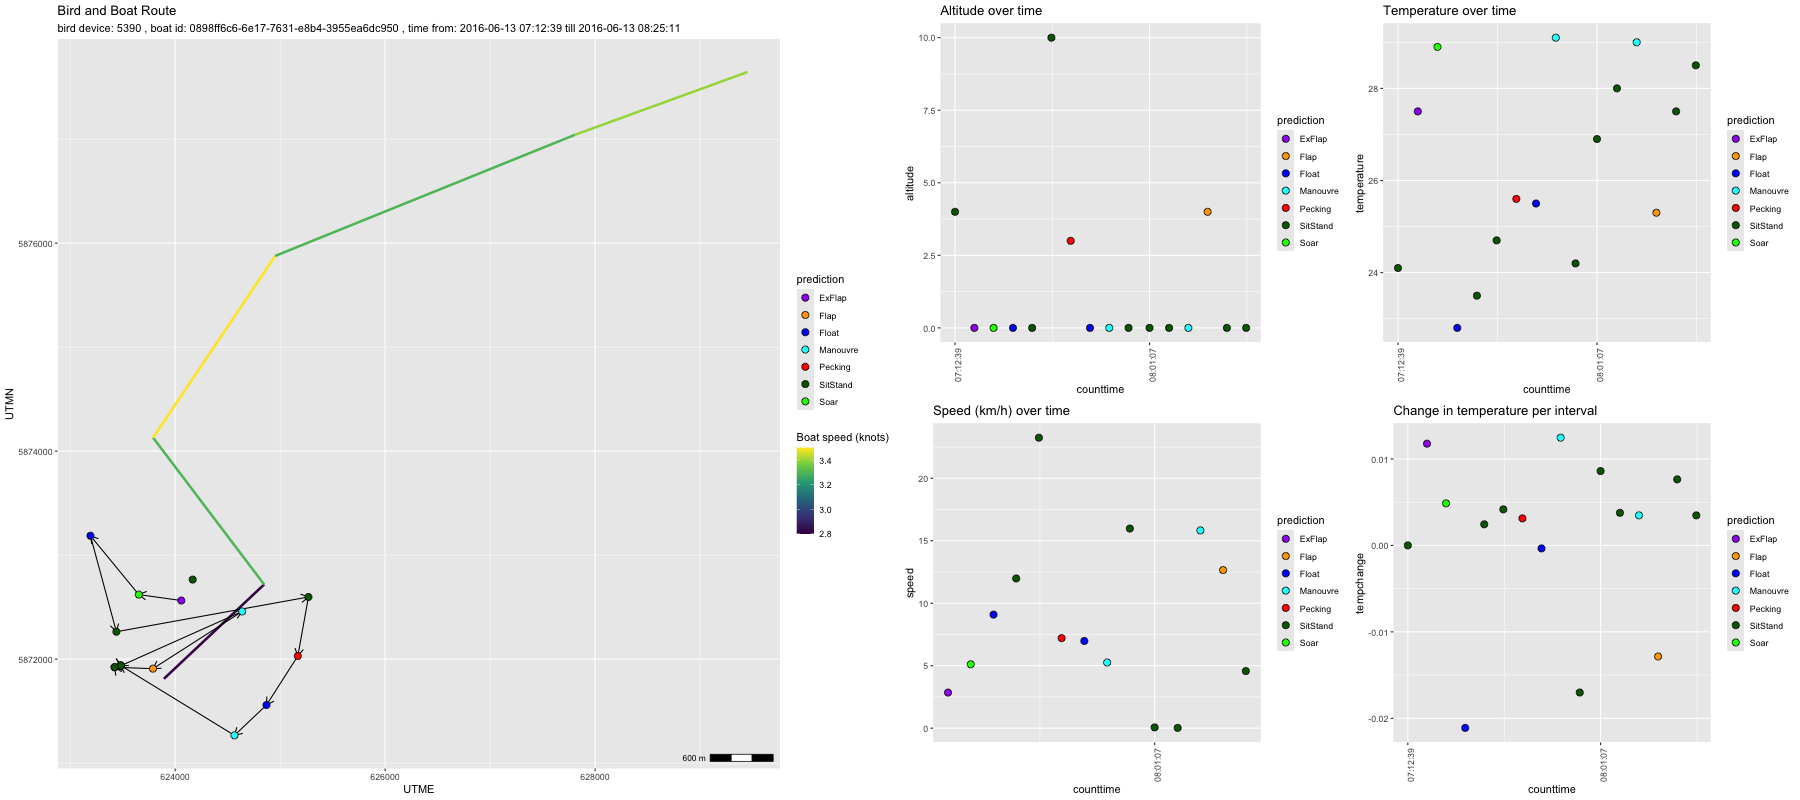 Bird and Boat Route
bird device: 5390 , boat id: 0898ff6c6-6e17-7631-e8b4-3955ea6dc950 , time from: 2016-06-13 07:12:39 till 2016-06-13 08:25:11
UTMN
5876000
5874000
5872000
624000
626000
628000
UTME
600 m
prediction
ExFlap
Flap
Float
Manouvre
Pecking
SitStand
Soar
Boat speed (knots)
3.4
3.2
3.0
2.8
Altitude over time
altitude
10.0
7.5
5.0
2.5
0.0
07:12:39
08:01:07
counttime
prediction
ExFlap
Flap
Float
Manouvre
Pecking
SitStand
Soar
Temperature over time
temperature
28
26
24
07:12:39
08:01:07
counttime
prediction
ExFlap
Flap
Float
Manouvre
Pecking
SitStand
Soar
Speed (km/h) over time
speed
20
15
10
5
0
08:01:07
counttime
prediction
ExFlap
Flap
Float
Manouvre
Pecking
SitStand
Soar
Change in temperature per interval
tempchange
0.01
0.00
-0.01
-0.02
07:12:39
08:01:07
counttime
prediction
ExFlap
Flap
Float
Manouvre
Pecking
SitStand
Soar